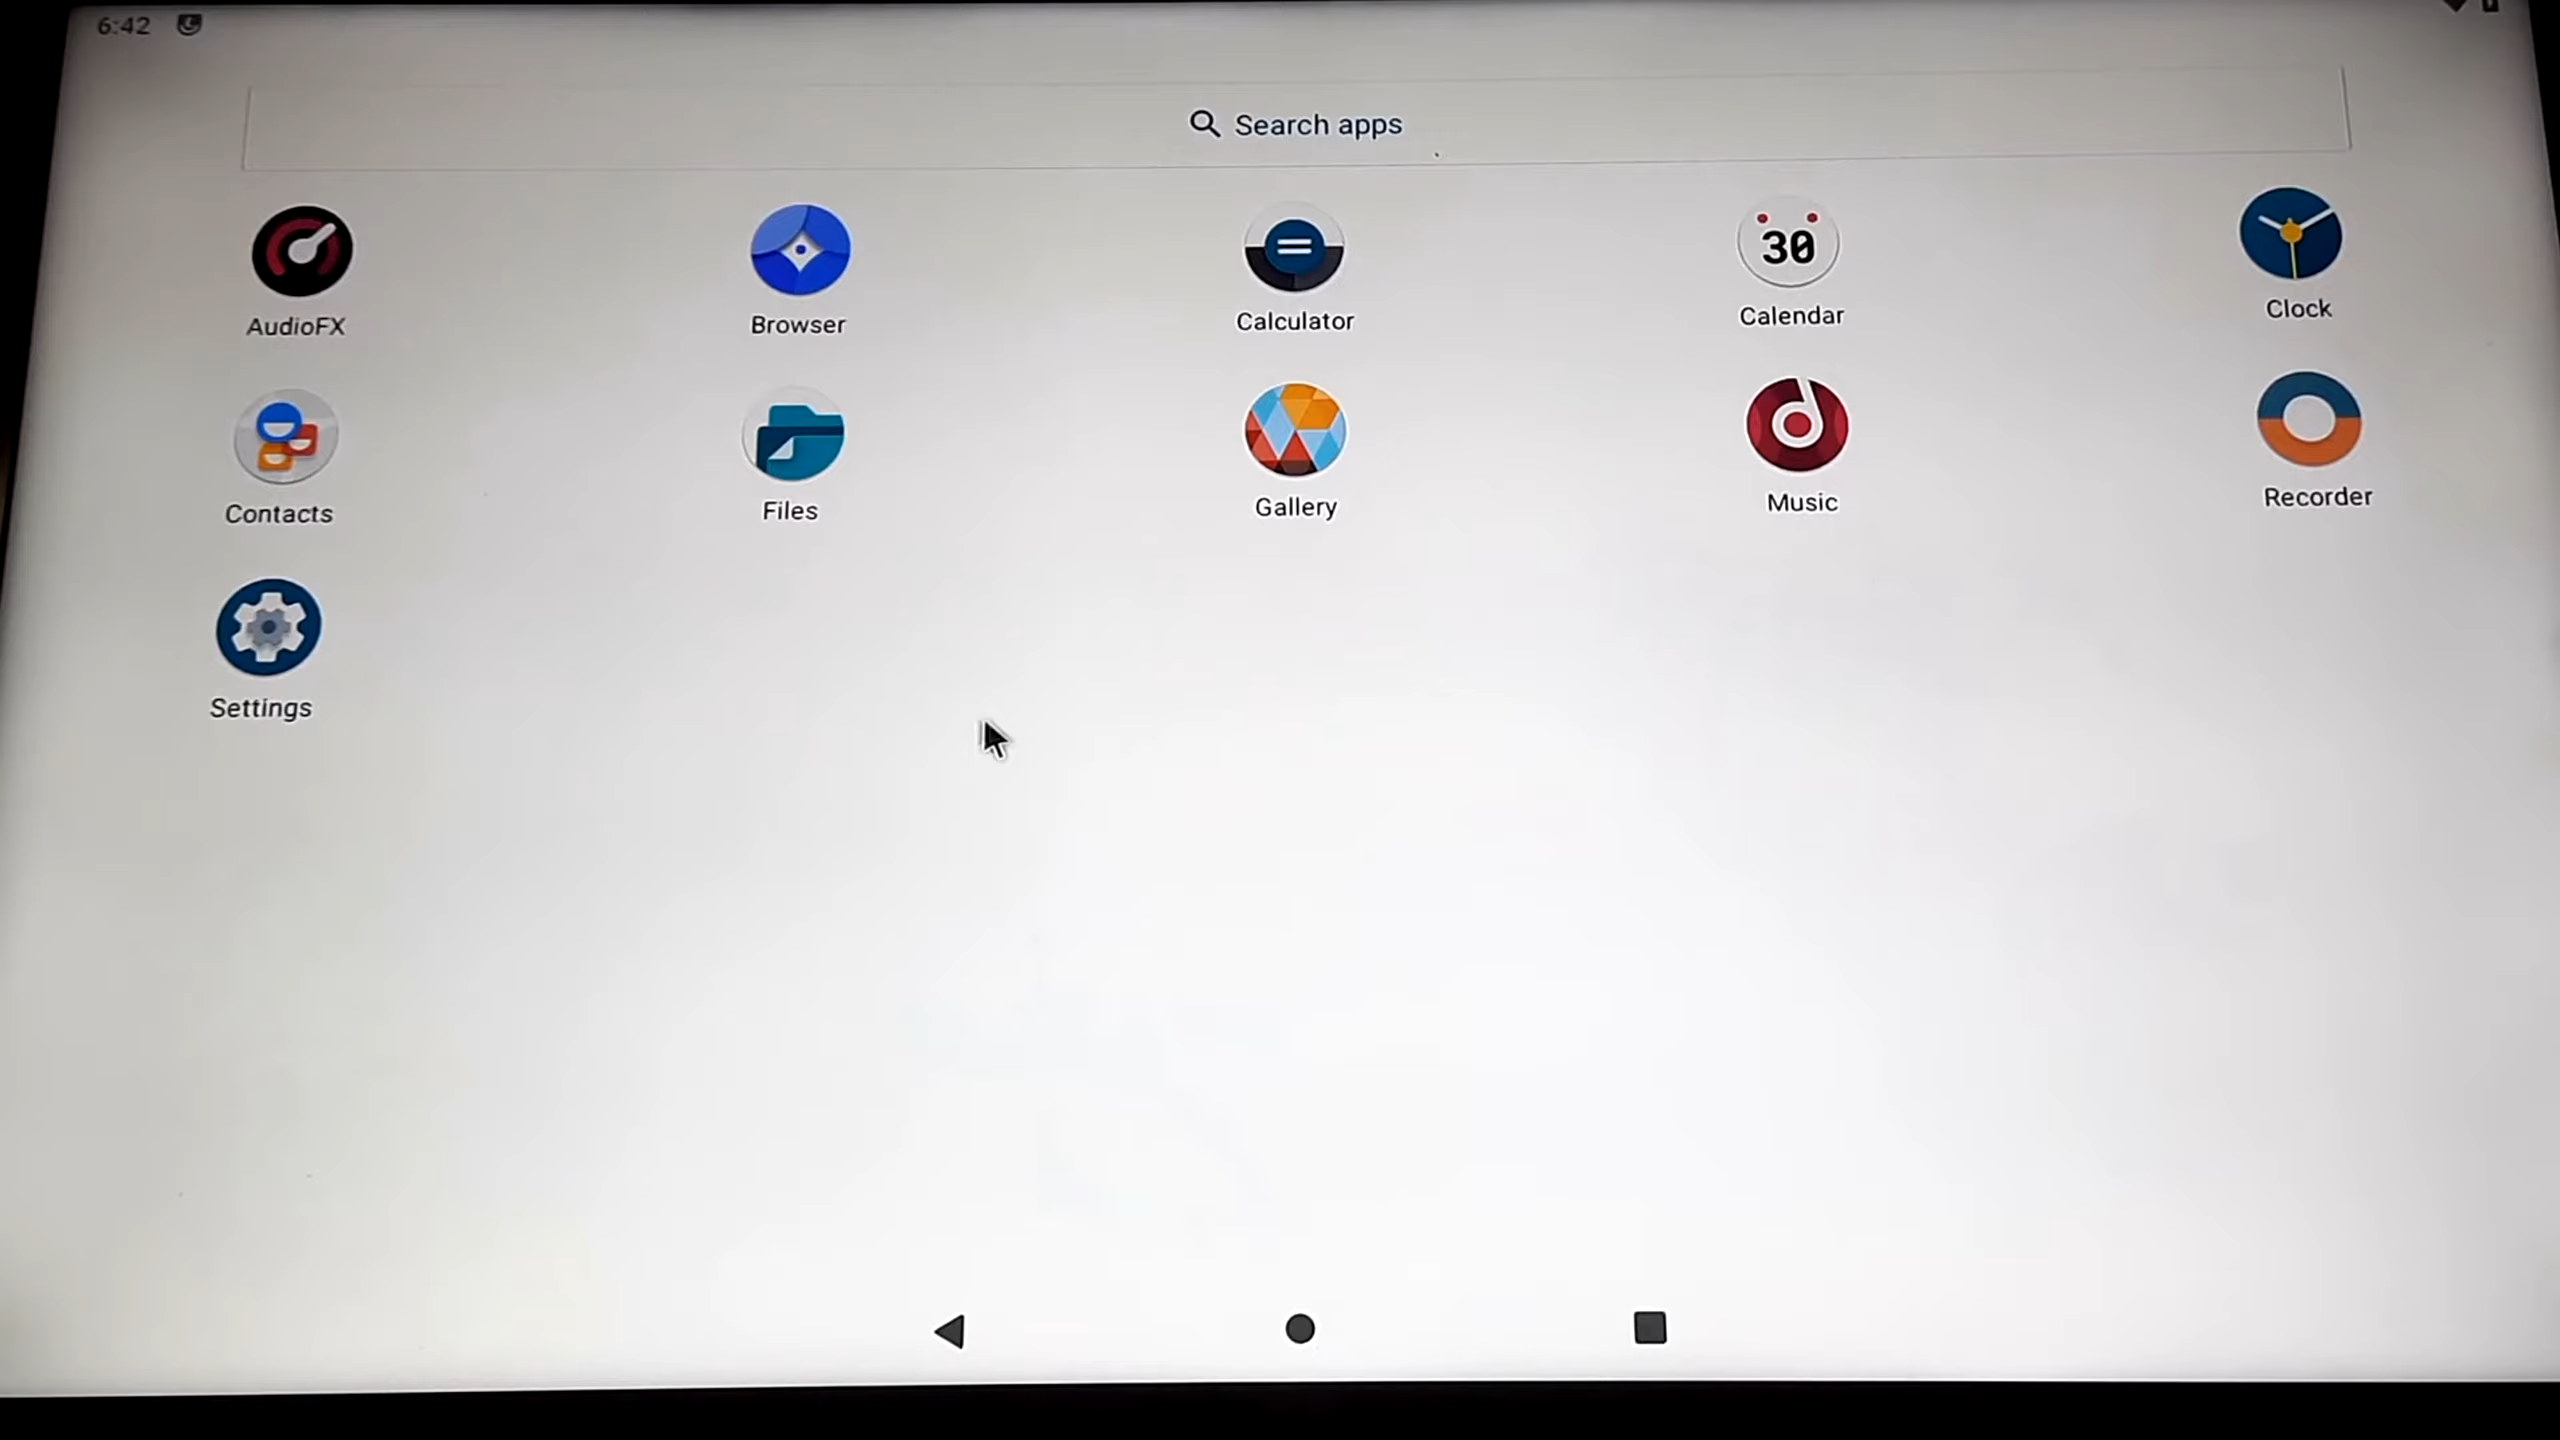 6:42
Search apps
30
AudioFX
Browser
Calculator
Calendar
Clock
Contacts
Files
Gallery
Music
Recorder
Settings